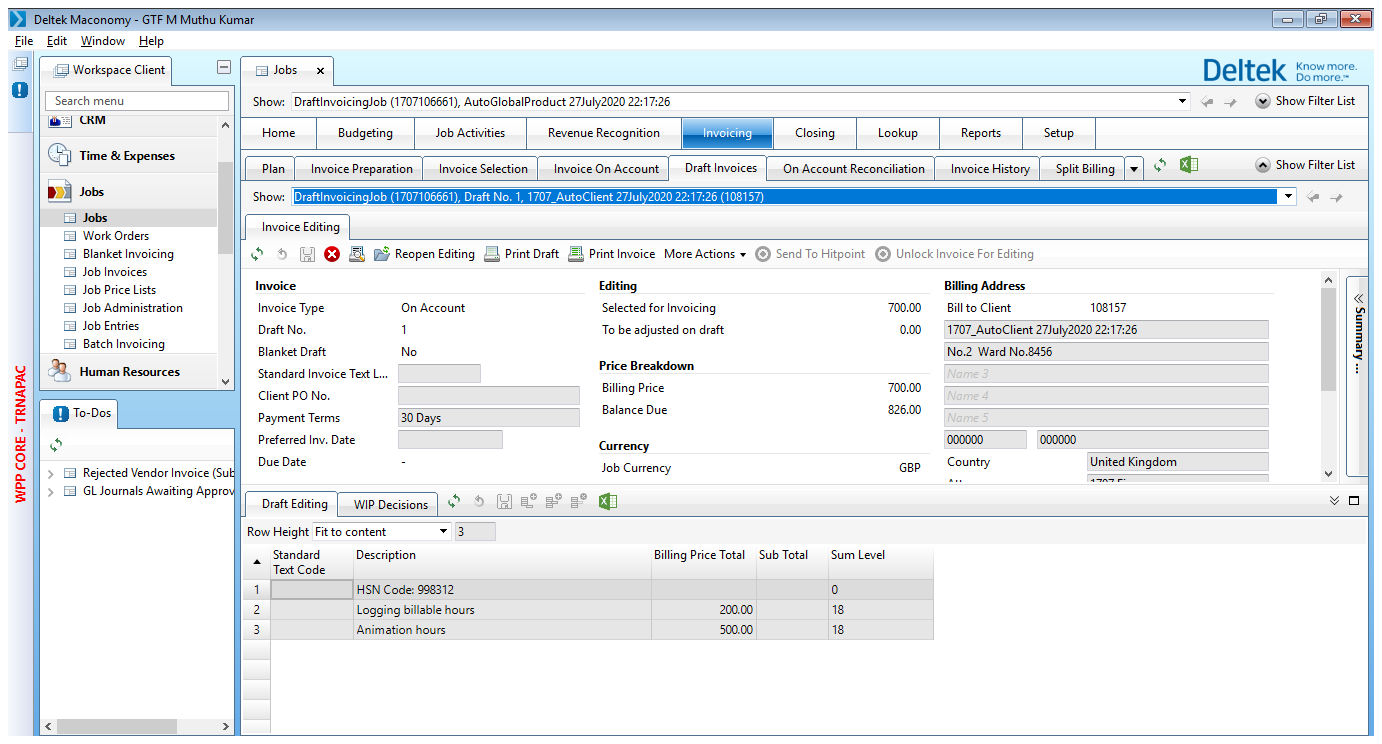 Deltek Maconomy - GTF M Muthu Kumar
File Edit Window Help
Workspace Client
Search menu
CRM
Time & Expenses
Jobs
Jobs
Work Orders
Blanket Invoicing
Job Invoices
Job Price Lists
Job Administration
Job Entries
Batch Invoicing
Human Resources
WPP CORE - TRNAPAC
To-Dos
Rejected Vendor Invoice (Sub
GL Journals Awaiting Approv
Jobs
Deltek Know more. Do more.™
Show: DraftInvoicingJob (1707106661), AutoGlobalProduct 27July2020 22:17:26 Show Filter List
Home Budgeting Job Activities Revenue Recognition Invoicing Closing Lookup Reports Setup
Plan Invoice Preparation Invoice Selection Invoice On Account Draft Invoices On Account Reconciliation Invoice History Split Billing Show Filter List
Show: DraftInvoicingJob (1707106661), Draft No. 1, 1707_AutoClient 27July2020 22:17:26 (108157)
Invoice Editing
Reopen Editing Print Draft Print Invoice More Actions Send To Hitpoint Unlock Invoice For Editing
Invoice
Invoice Type On Account
Draft No. 1
Blanket Draft No
Standard Invoice Text L...
Client PO No.
Payment Terms 30 Days
Preferred Inv. Date
Due Date -
Editing
Selected for Invoicing 700.00
To be adjusted on draft 0.00
Price Breakdown
Billing Price 700.00
Balance Due 826.00
Currency
Job Currency GBP
Billing Address
Bill to Client 108157
1707_AutoClient 27July2020 22:17:26
No.2 Ward No.8456
Name 3
Name 4
Name 5
000000 000000
Country United Kingdom
Summary ...
Draft Editing WIP Decisions
Row Height Fit to content 3
Standard Text Code Description Billing Price Total Sub Total Sum Level
1 HSN Code: 998312 0
2 Logging billable hours 200.00 18
3 Animation hours 500.00 18